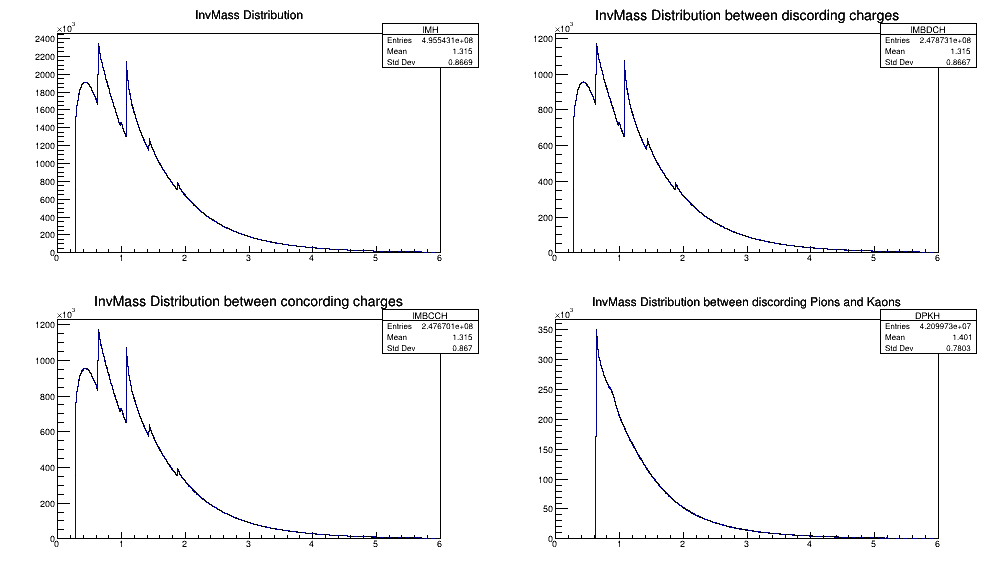 InvMass Distribution
×10³
IMH
Entries 4.955431e+08
Mean 1.315
Std Dev 0.8669
2400
2200
2000
1800
1600
1400
1200
1000
800
600
400
200
0
0 1 2 3 4 5 6
InvMass Distribution between discording charges
×10³
IMBDCH
Entries 2.478731e+08
Mean 1.315
Std Dev 0.8667
1200
1000
800
600
400
200
0
0 1 2 3 4 5 6
InvMass Distribution between concording charges
×10³
IMBCCH
Entries 2.476701e+08
Mean 1.315
Std Dev 0.867
1200
1000
800
600
400
200
0
0 1 2 3 4 5 6
InvMass Distribution between discording Pions and Kaons
×10³
DPKH
Entries 4.209973e+07
Mean 1.401
Std Dev 0.7803
350
300
250
200
150
100
50
0
0 1 2 3 4 5 6